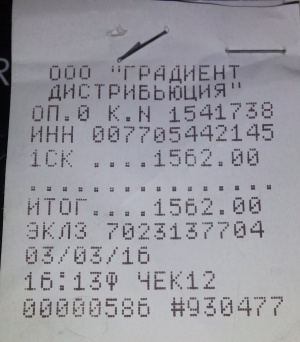 ООО "ГРАДИЕНТ
ДИСТРИБЬЮЦИЯ"
ОП.0 К.N 1541738
ИНН 007705442145
1СК ....1562.00
................
ИТОГ....1562.00
ЭКЛЗ 7023137704
03/03/16
16:13Ф ЧЕК12
00000586 #930477